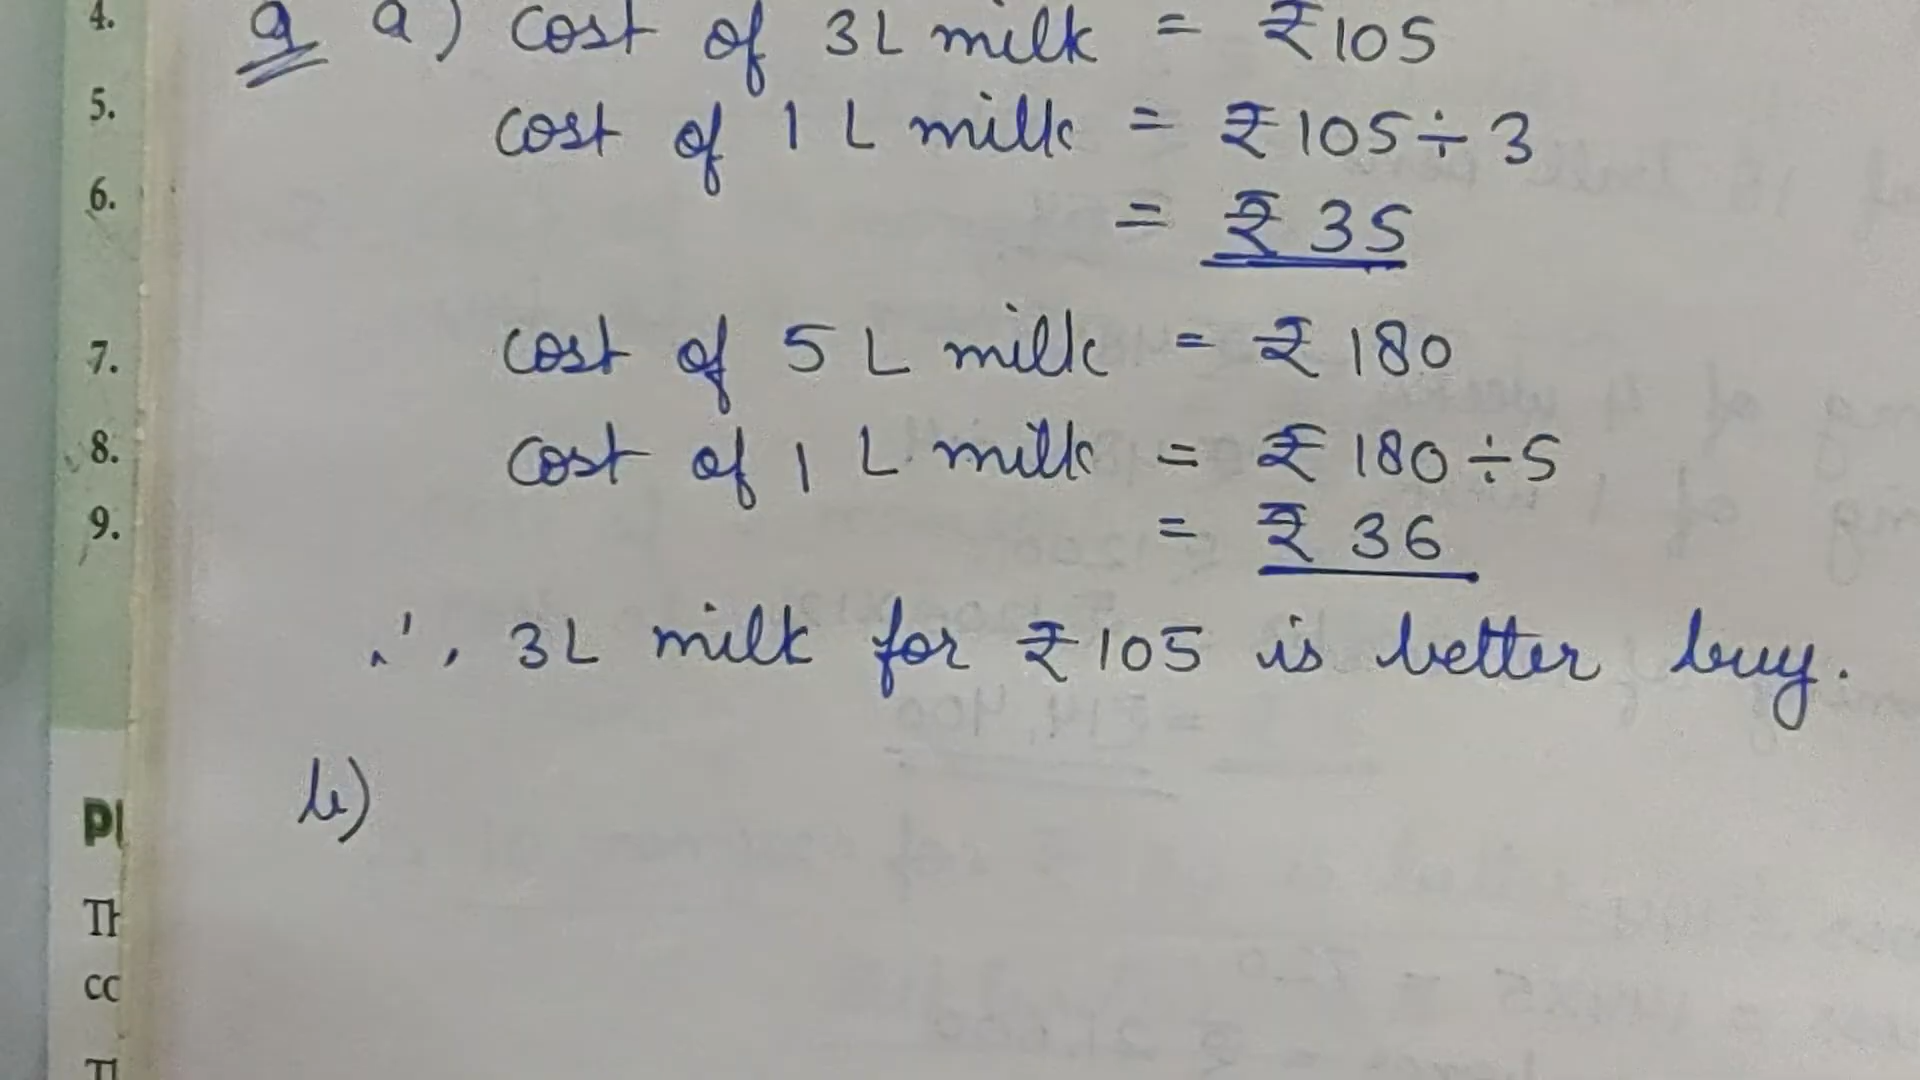 4.
5.
6.
7.
8.
9.
Pl
Th
co
Tl
9 a) cost of 3L milk = ₹105
cost of 1 L milk = ₹105÷3
= ₹ 35
cost of 5 L milk = ₹ 180
cost of 1 L milk = ₹ 180÷5
= ₹ 36
∴ 3L milk for ₹105 is better buy.
b)